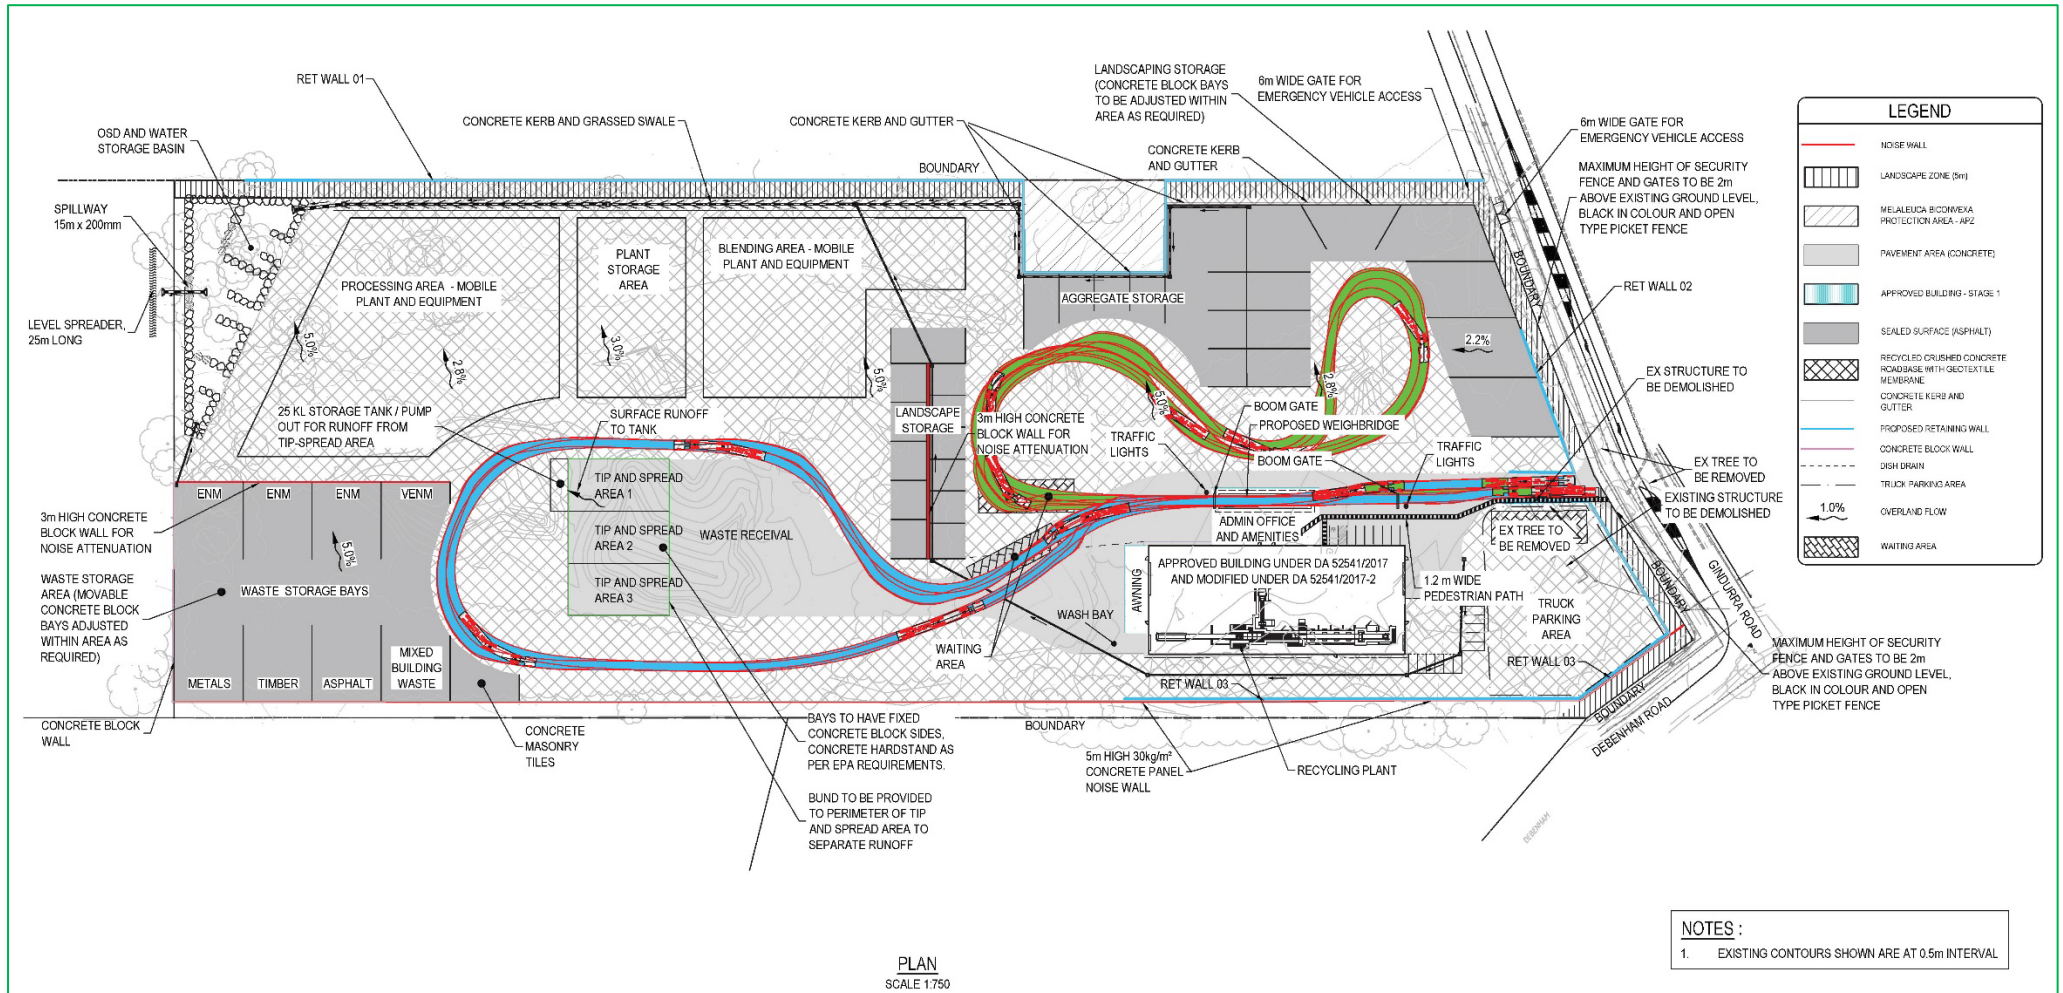 RET WALL 01
OSD AND WATER
STORAGE BASIN
CONCRETE KERB AND GRASSED SWALE
CONCRETE KERB AND GUTTER
LANDSCAPING STORAGE
(CONCRETE BLOCK BAYS
TO BE ADJUSTED WITHIN
AREA AS REQUIRED)
6m WIDE GATE FOR
EMERGENCY VEHICLE ACCESS
6m WIDE GATE FOR
EMERGENCY VEHICLE ACCESS
CONCRETE KERB
AND GUTTER
BOUNDARY
MAXIMUM HEIGHT OF SECURITY
FENCE AND GATES TO BE 2m
ABOVE EXISTING GROUND LEVEL,
BLACK IN COLOUR AND OPEN
TYPE PICKET FENCE
SPILLWAY
15m x 200mm
LEVEL SPREADER,
25m LONG
PROCESSING AREA - MOBILE
PLANT AND EQUIPMENT
PLANT
STORAGE
AREA
BLENDING AREA - MOBILE
PLANT AND EQUIPMENT
AGGREGATE STORAGE
BOUNDARY
RET WALL 02
5.0%
2.8%
3.0%
5.0%
5.0%
2.8%
2.2%
EX STRUCTURE TO
BE DEMOLISHED
25 KL STORAGE TANK / PUMP
OUT FOR RUNOFF FROM
TIP-SPREAD AREA
SURFACE RUNOFF
TO TANK
LANDSCAPE
STORAGE
3m HIGH CONCRETE
BLOCK WALL FOR
NOISE ATTENUATION
BOOM GATE
PROPOSED WEIGHBRIDGE
TRAFFIC
LIGHTS
BOOM GATE
TRAFFIC
LIGHTS
EX TREE TO
BE REMOVED
EXISTING STRUCTURE
TO BE DEMOLISHED
ENM
ENM
ENM
VENM
3m HIGH CONCRETE
BLOCK WALL FOR
NOISE ATTENUATION
5.0%
TIP AND SPREAD
AREA 1
TIP AND SPREAD
AREA 2
TIP AND SPREAD
AREA 3
WASTE RECEIVAL
ADMIN OFFICE
AND AMENITIES
EX TREE TO
BE REMOVED
WASTE STORAGE
AREA (MOVABLE
CONCRETE BLOCK
BAYS ADJUSTED
WITHIN AREA AS
REQUIRED)
WASTE STORAGE BAYS
AWNING
APPROVED BUILDING UNDER DA 52541/2017
AND MODIFIED UNDER DA 52541/2017-2
1.2 m WIDE
PEDESTRIAN PATH
TRUCK
PARKING
AREA
BOUNDARY
GINDURRA ROAD
WASH BAY
WAITING
AREA
METALS
TIMBER
ASPHALT
MIXED
BUILDING
WASTE
RET WALL 03
RET WALL 03
MAXIMUM HEIGHT OF SECURITY
FENCE AND GATES TO BE 2m
ABOVE EXISTING GROUND LEVEL,
BLACK IN COLOUR AND OPEN
TYPE PICKET FENCE
CONCRETE BLOCK
WALL
CONCRETE
MASONRY
TILES
BAYS TO HAVE FIXED
CONCRETE BLOCK SIDES,
CONCRETE HARDSTAND AS
PER EPA REQUIREMENTS.
BOUNDARY
5m HIGH 30kg/m²
CONCRETE PANEL
NOISE WALL
RECYCLING PLANT
BOUNDARY
DEBENHAM ROAD
DEBENHAM
BUND TO BE PROVIDED
TO PERIMETER OF TIP
AND SPREAD AREA TO
SEPARATE RUNOFF
LEGEND
NOISE WALL
LANDSCAPE ZONE (5m)
MELALEUCA BICONVEXA
PROTECTION AREA - APZ
PAVEMENT AREA (CONCRETE)
APPROVED BUILDING - STAGE 1
SEALED SURFACE (ASPHALT)
RECYCLED CRUSHED CONCRETE
ROADBASE WITH GEOTEXTILE
MEMBRANE
CONCRETE KERB AND
GUTTER
PROPOSED RETAINING WALL
CONCRETE BLOCK WALL
DISH DRAIN
TRUCK PARKING AREA
1.0%
OVERLAND FLOW
WAITING AREA
NOTES :
1. EXISTING CONTOURS SHOWN ARE AT 0.5m INTERVAL
PLAN
SCALE 1:750